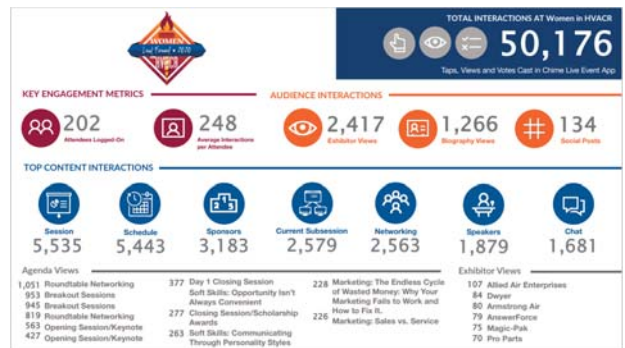 WOMEN
Lead Forward • 2020
HVACR
TOTAL INTERACTIONS AT Women in HVACR
50,176
Taps, Views and Votes Cast in Chime Live Event App
KEY ENGAGEMENT METRICS
AUDIENCE INTERACTIONS
202
Attendees Logged-On
248
Average Interactions
per Attendee
2,417
Exhibitor Views
1,266
Biography Views
134
Social Posts
TOP CONTENT INTERACTIONS
Session
5,535
Schedule
5,443
Sponsors
3,183
Current Subsession
2,579
Networking
2,563
Speakers
1,879
Chat
1,681
Agenda Views
1,051 Roundtable Networking
953 Breakout Sessions
945 Breakout Sessions
819 Roundtable Networking
563 Opening Session/Keynote
427 Opening Session/Keynote
377 Day 1 Closing Session
Soft Skills: Opportunity Isn't
Always Convenient
277 Closing Session/Scholarship
Awards
263 Soft Skills: Communicating
Through Personality Styles
228 Marketing: The Endless Cycle
of Wasted Money: Why Your
Marketing Fails to Work and
How to Fix It.
226 Marketing: Sales vs. Service
Exhibitor Views
107 Allied Air Enterprises
84 Dwyer
80 Armstrong Air
79 AnswerForce
75 Magic-Pak
70 Pro Parts